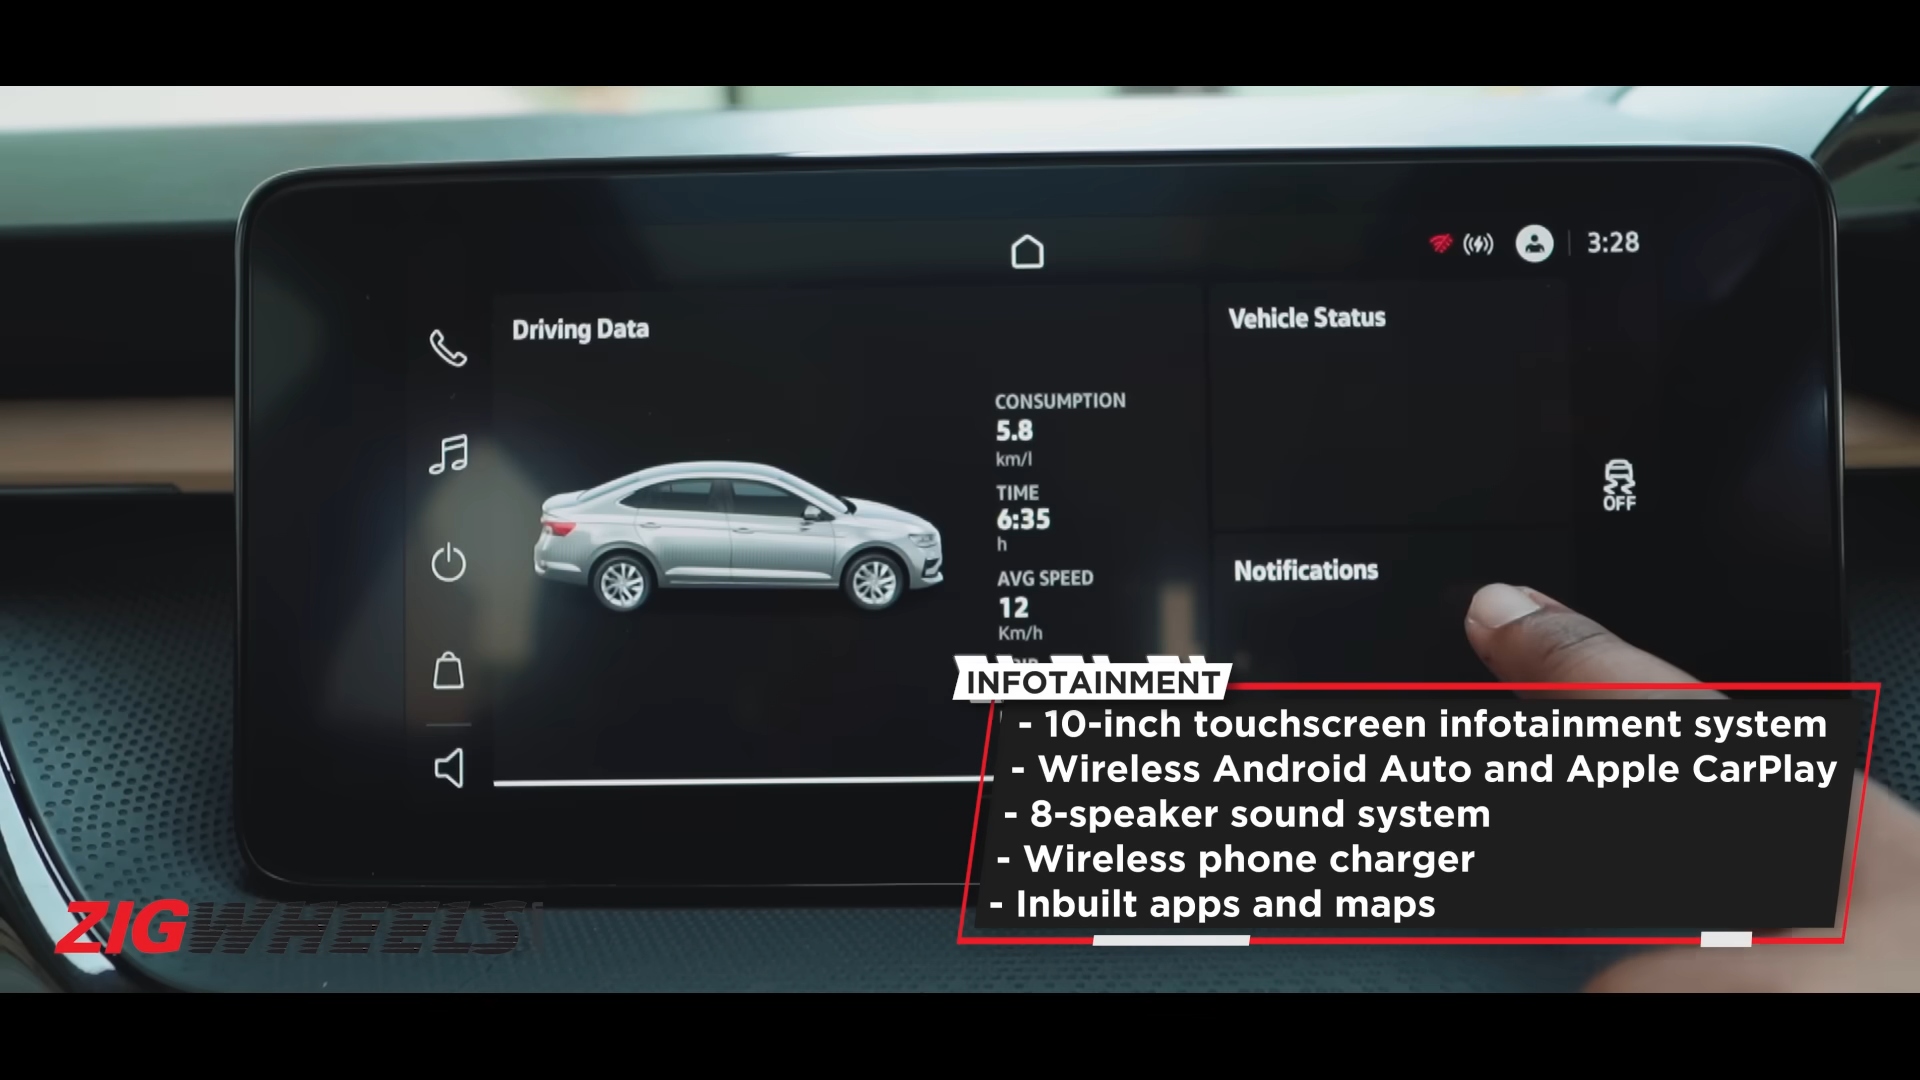 3:28
Driving Data
Vehicle Status
CONSUMPTION
5.8
km/l
TIME
6:35
h
AVG SPEED
12
Km/h
OFF
Notifications
INFOTAINMENT
- 10-inch touchscreen infotainment system
- Wireless Android Auto and Apple CarPlay
- 8-speaker sound system
- Wireless phone charger
- Inbuilt apps and maps
ZIGWHEELS